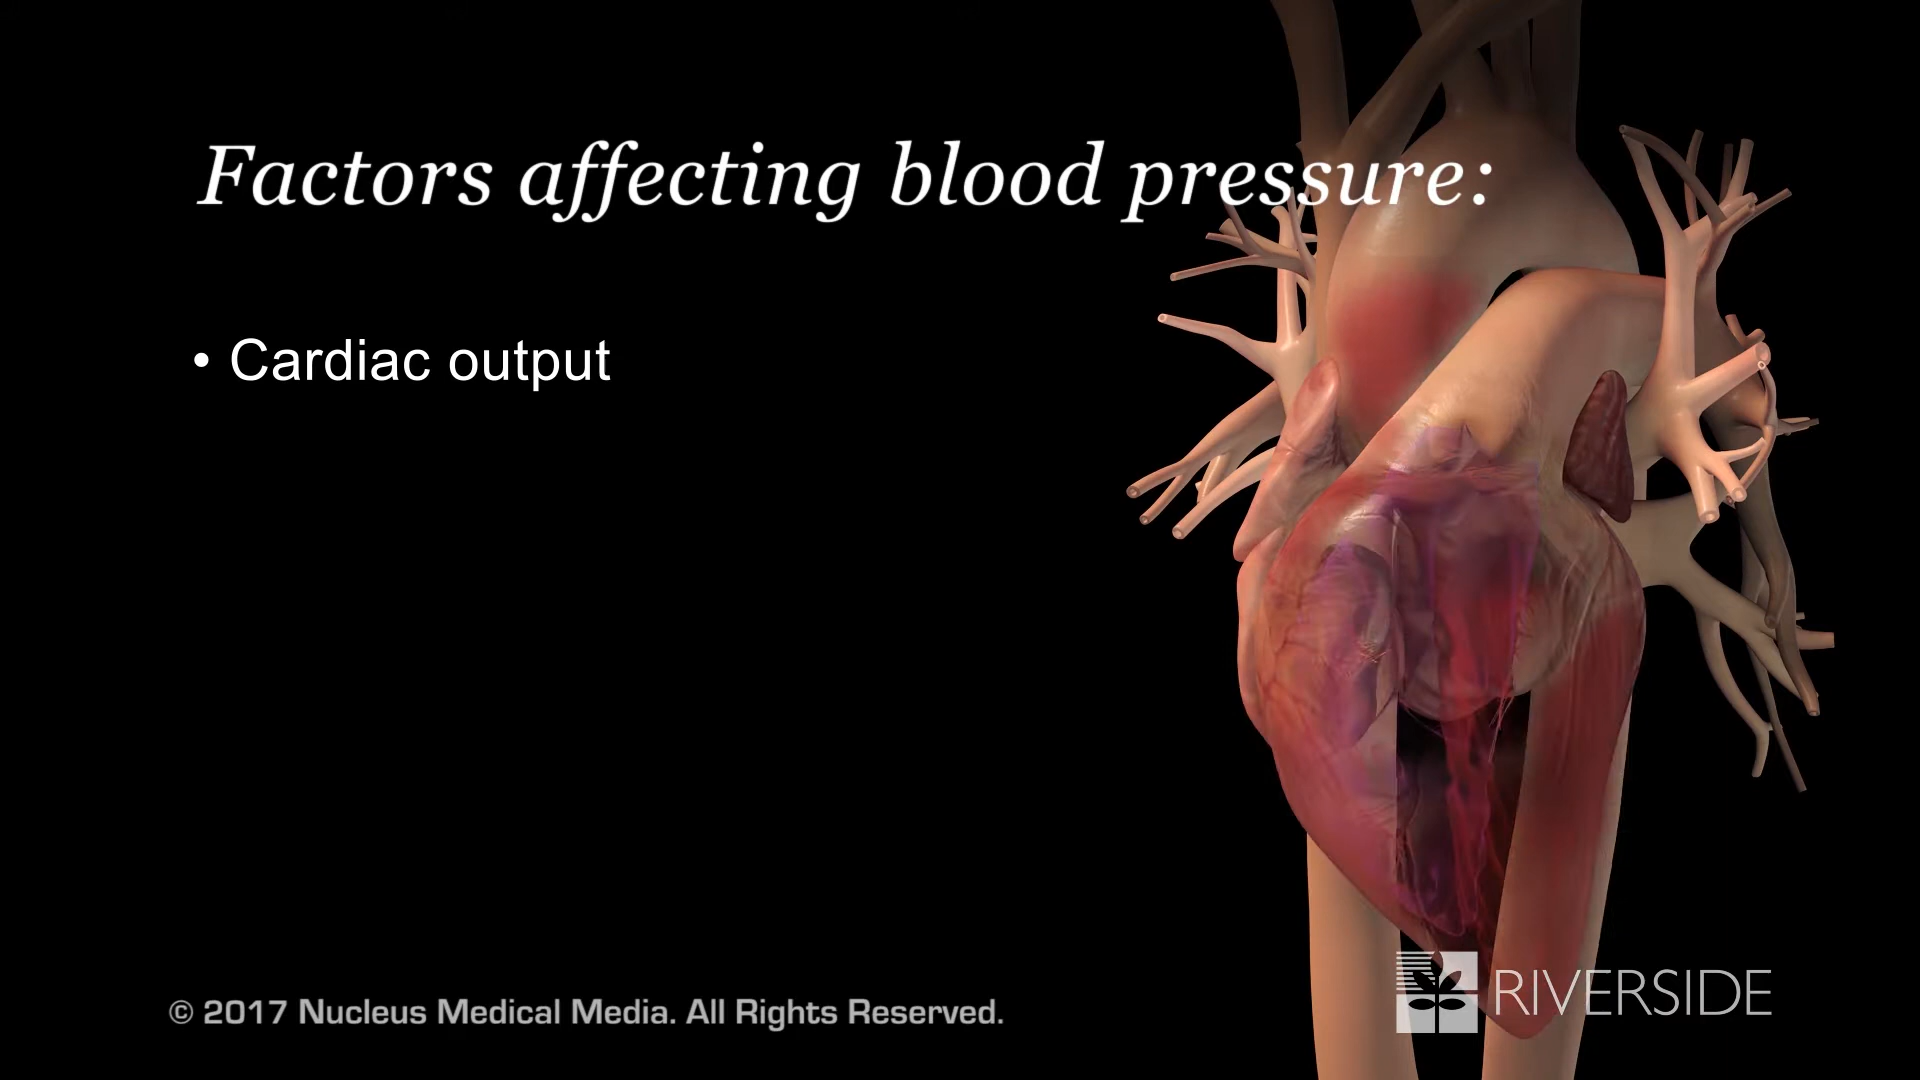 Factors affecting blood pressure:
• Cardiac output
© 2017 Nucleus Medical Media. All Rights Reserved.
RIVERSIDE